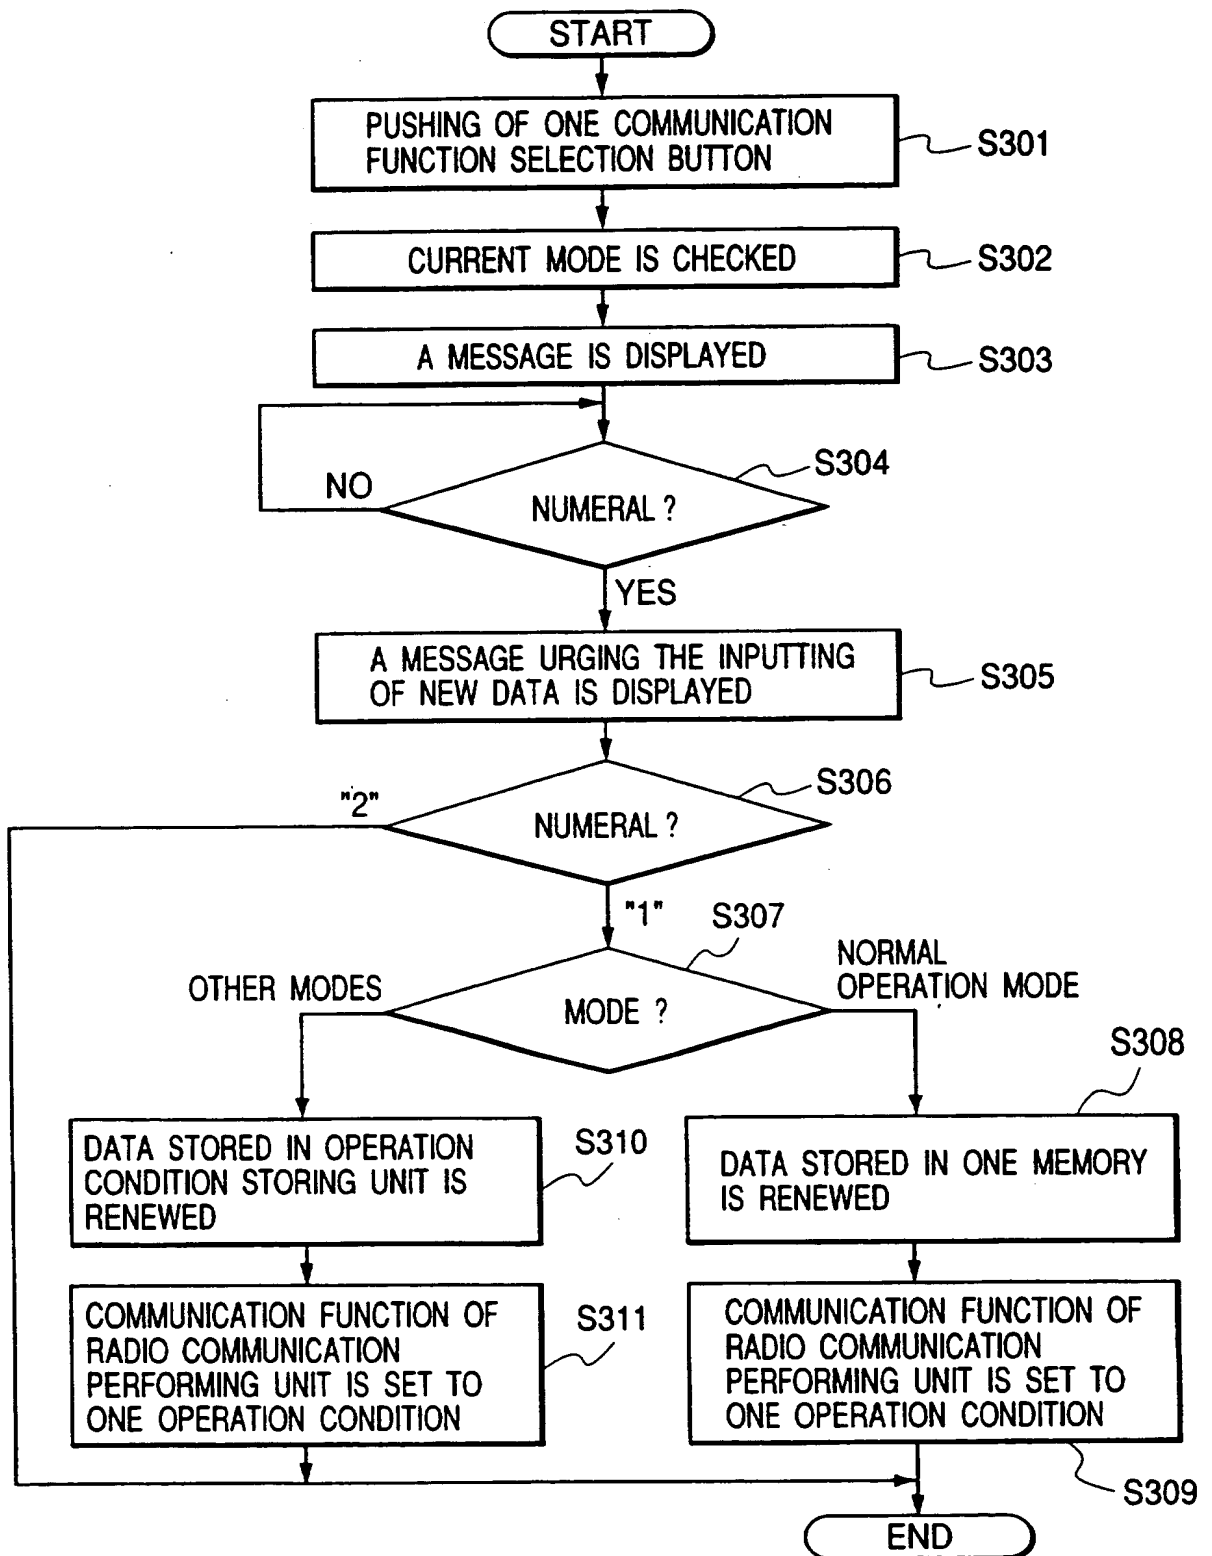 START
PUSHING OF ONE COMMUNICATION
FUNCTION SELECTION BUTTON
S301
CURRENT MODE IS CHECKED
S302
A MESSAGE IS DISPLAYED
S303
S304
NO
NUMERAL ?
YES
A MESSAGE URGING THE INPUTTING
OF NEW DATA IS DISPLAYED
S305
S306
"2"
NUMERAL ?
"1"
S307
OTHER MODES
NORMAL
OPERATION MODE
MODE ?
S308
DATA STORED IN OPERATION
CONDITION STORING UNIT IS
RENEWED
S310
DATA STORED IN ONE MEMORY
IS RENEWED
COMMUNICATION FUNCTION OF
RADIO COMMUNICATION
PERFORMING UNIT IS SET TO
ONE OPERATION CONDITION
S311
COMMUNICATION FUNCTION OF
RADIO COMMUNICATION
PERFORMING UNIT IS SET TO
ONE OPERATION CONDITION
S309
END